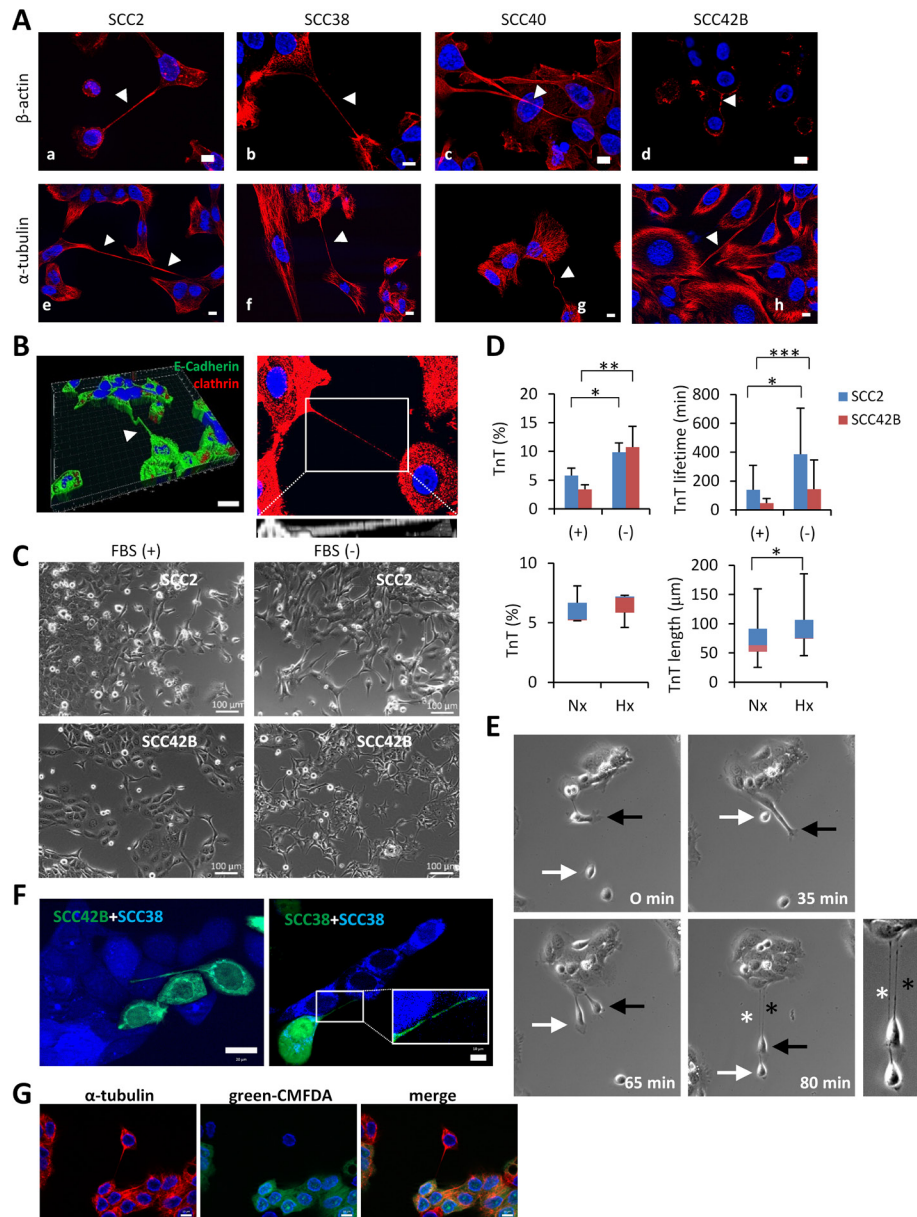 A
SCC2 SCC38 SCC40 SCC42B
β-actin
a b c d
α-tubulin
e f g h
B
E-Cadherin
clathrin
C
FBS (+) FBS (-)
SCC2 SCC2
100 µm 100 µm
SCC42B SCC42B
100 µm 100 µm
D
TnT (%)
20
15
10
5
0
* **
(+) (-)
TnT lifetime (min)
800
600
400
200
0
* ***
(+) (-)
SCC2
SCC42B
TnT (%)
10
5
0
Nx Hx
TnT length (µm)
200
150
100
50
0
*
Nx Hx
E
O min 35 min
65 min 80 min
* *
* *
F
SCC42B+SCC38 SCC38+SCC38
G
α-tubulin green-CMFDA merge